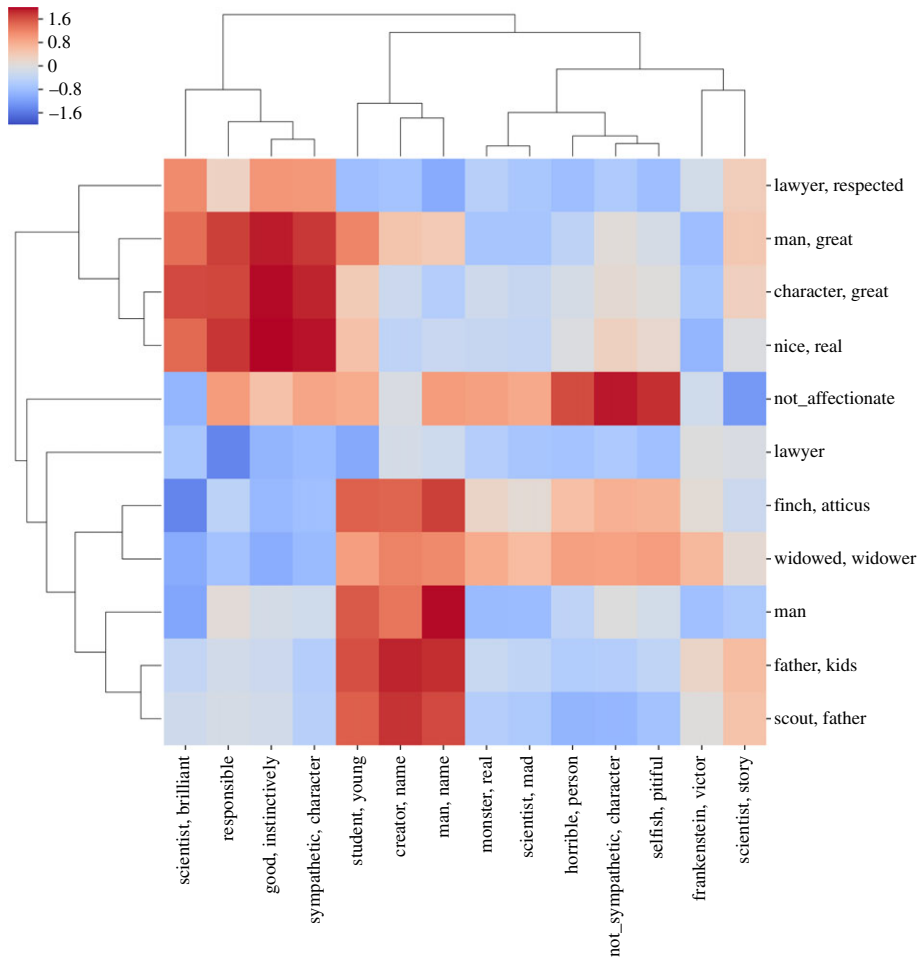 1.6
0.8
0
−0.8
−1.6
lawyer, respected
man, great
character, great
nice, real
not_affectionate
lawyer
finch, atticus
widowed, widower
man
father, kids
scout, father
scientist, brilliant
responsible
good, instinctively
sympathetic, character
student, young
creator, name
man, name
monster, real
scientist, mad
horrible, person
not_sympathetic, character
selfish, pitiful
frankenstein, victor
scientist, story